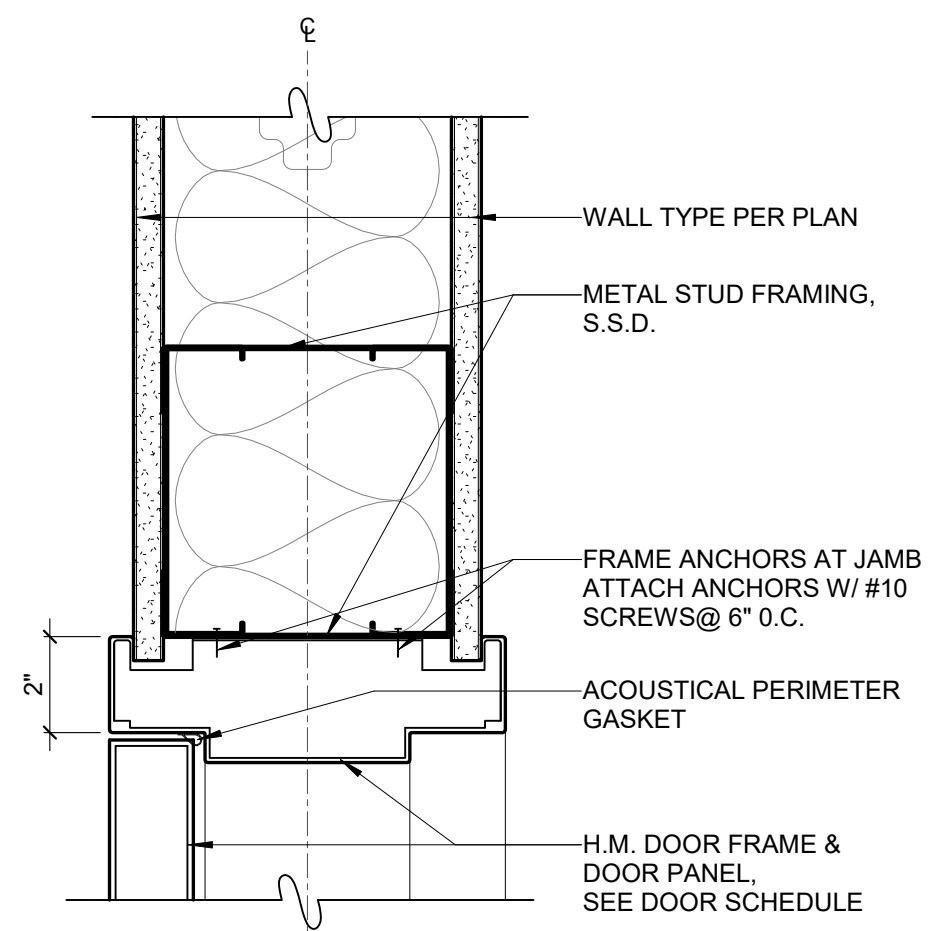 ℄
WALL TYPE PER PLAN
METAL STUD FRAMING,
S.S.D.
FRAME ANCHORS AT JAMB
ATTACH ANCHORS W/ #10
SCREWS@ 6" 0.C.
2"
ACOUSTICAL PERIMETER
GASKET
H.M. DOOR FRAME &
DOOR PANEL,
SEE DOOR SCHEDULE